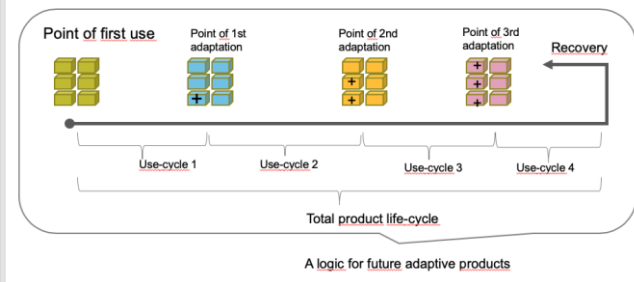 Point of first use
Point of 1st
adaptation
Point of 2nd
adaptation
Point of 3rd
adaptation
Recovery
+
+
+
+
+
+
Use-cycle 1
Use-cycle 2
Use-cycle 3
Use-cycle 4
Total product life-cycle
A logic for future adaptive products